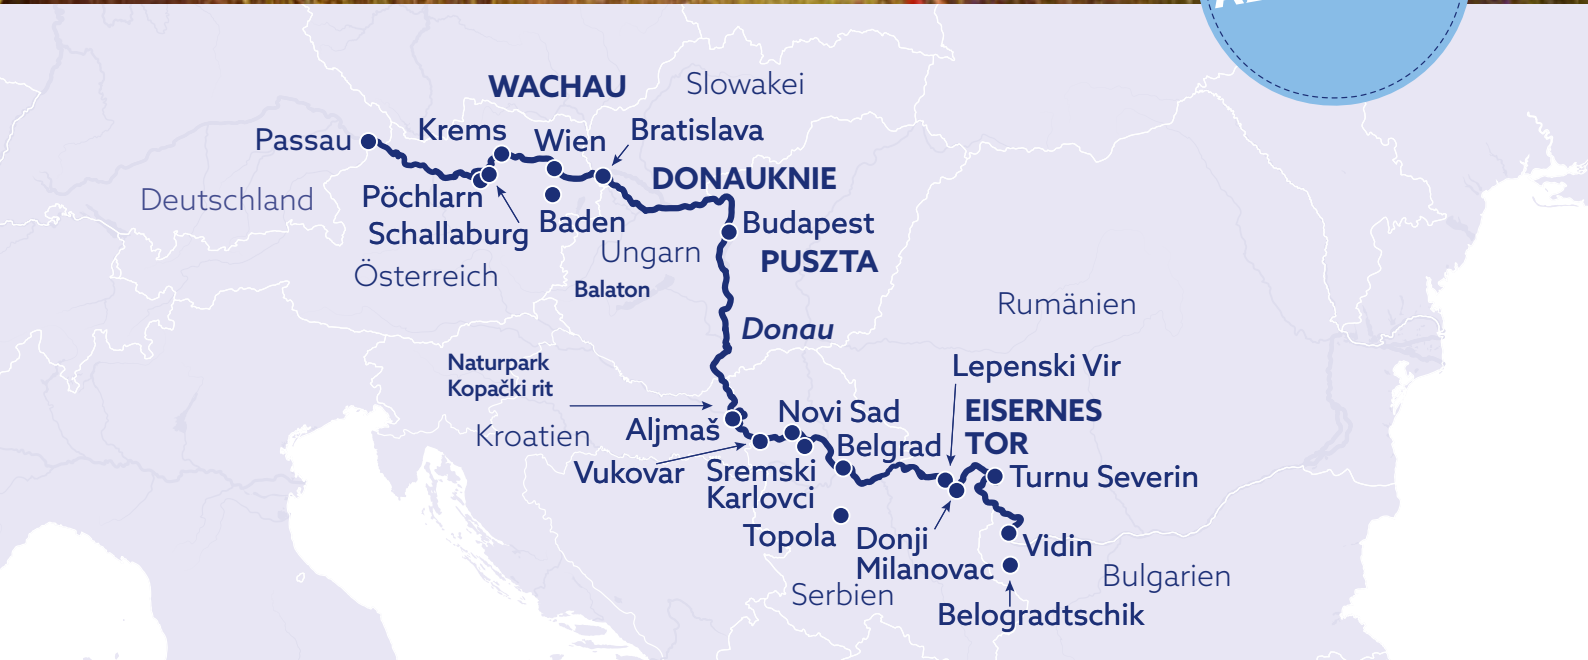 WACHAU
Slowakei
Krems
Wien
Bratislava
Passau
DONAUKNIE
Deutschland
Pöchlarn
Schallaburg
Baden
Budapest
Ungarn
PUSZTA
Österreich
Balaton
Rumänien
Donau
Naturpark
Kopački rit
Lepenski Vir
Novi Sad
EISERNES
TOR
Aljmaš
Kroatien
Belgrad
Vukovar
Sremski
Karlovci
Turnu Severin
Topola
Donji
Milanovac
Vidin
Bulgarien
Serbien
Belogradtschik